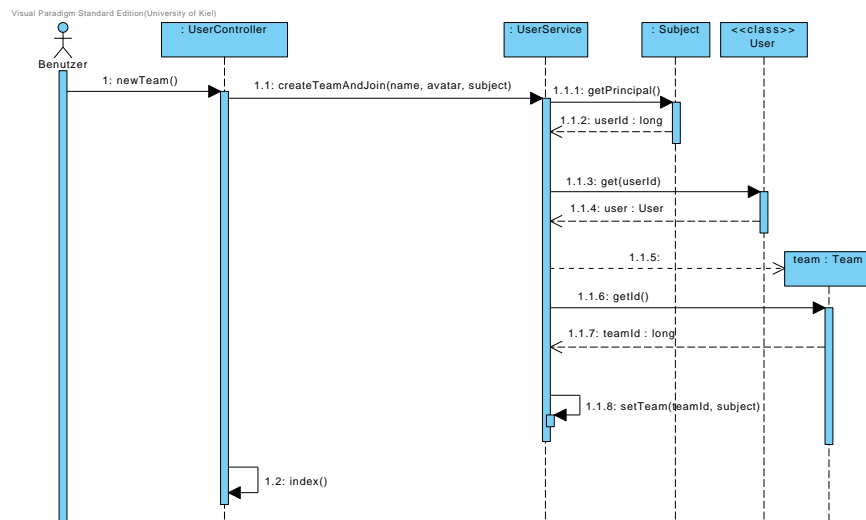 Visual Paradigm Standard Edition(University of Kiel)
: UserController
: UserService
: Subject
<<class>>
User
Benutzer
1: newTeam()
1.1: createTeamAndJoin(name, avatar, subject)
1.1.1: getPrincipal()
1.1.2: userId : long
1.1.3: get(userId)
1.1.4: user : User
1.1.5:
team : Team
1.1.6: getId()
1.1.7: teamId : long
1.1.8: setTeam(teamId, subject)
1.2: index()